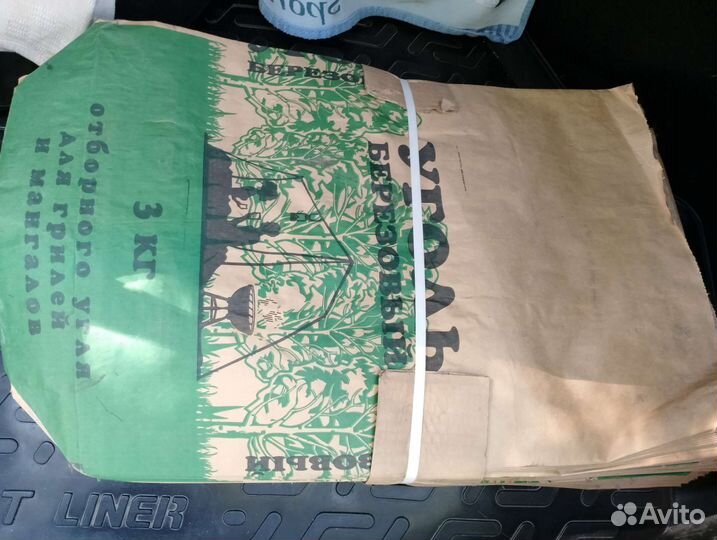 УГОЛЬ
БЕРЕЗОВЫЙ
БЕРЕЗО
ЗОВЫЙ
3 КГ
отборного угля
для грилей
и мангалов
T LINER
Avito